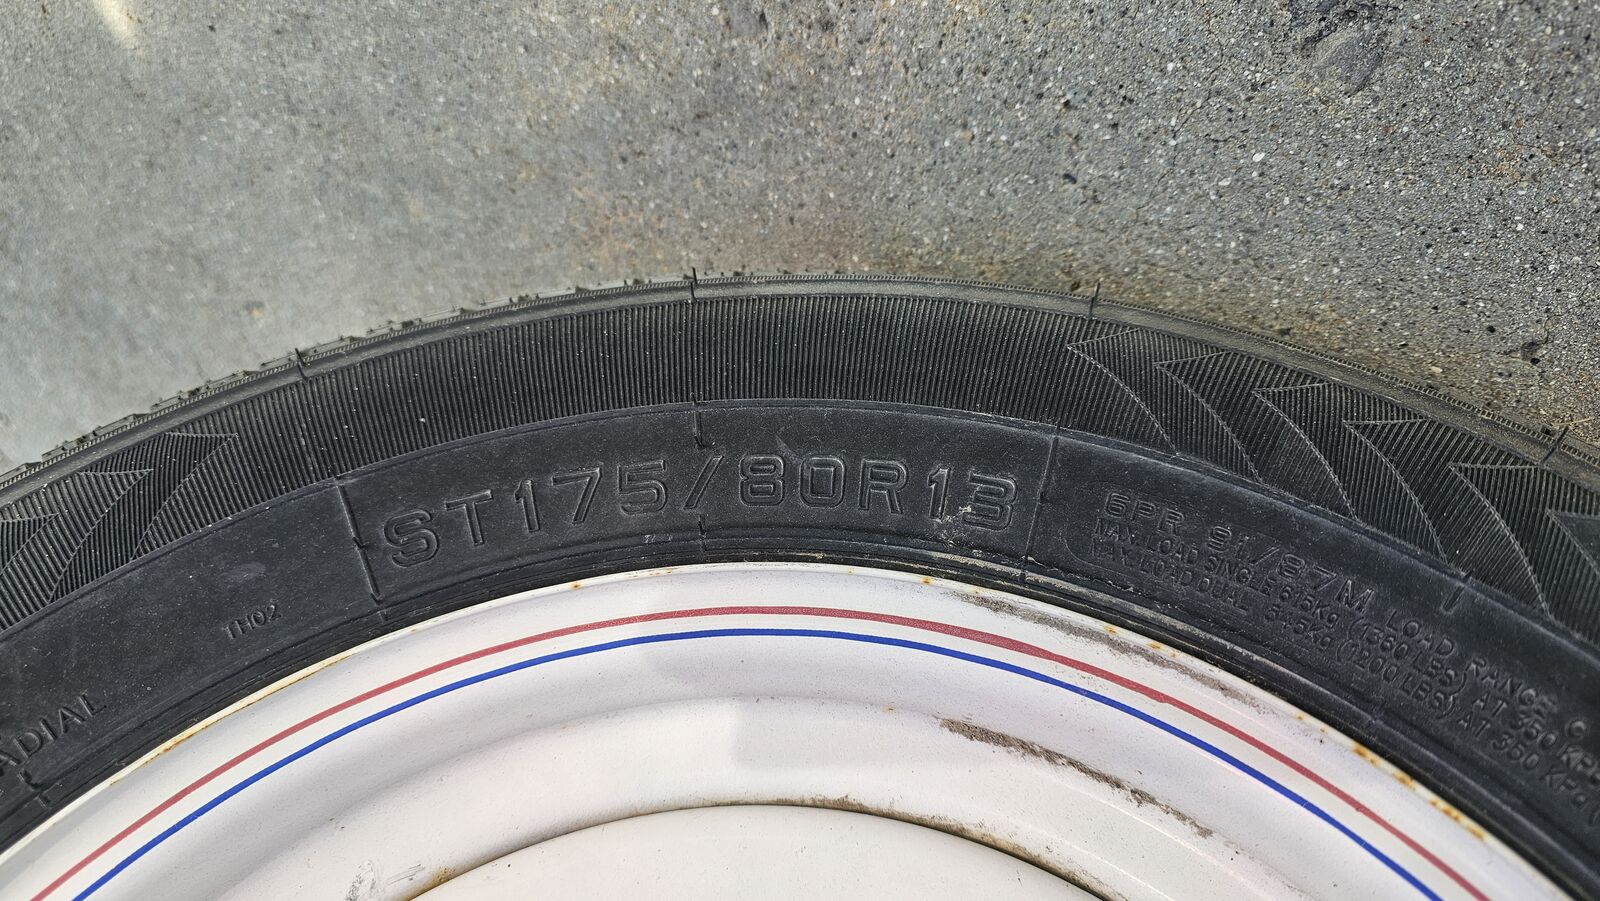 ST175/80R13
6PR 91/87M LOAD RANGE C
MAX. LOAD SINGLE 615Kg (1360 LBS) AT 350 KPa
MAX. LOAD DUAL 545Kg (1200 LBS) AT 350 KPa
TH02
ADIAL